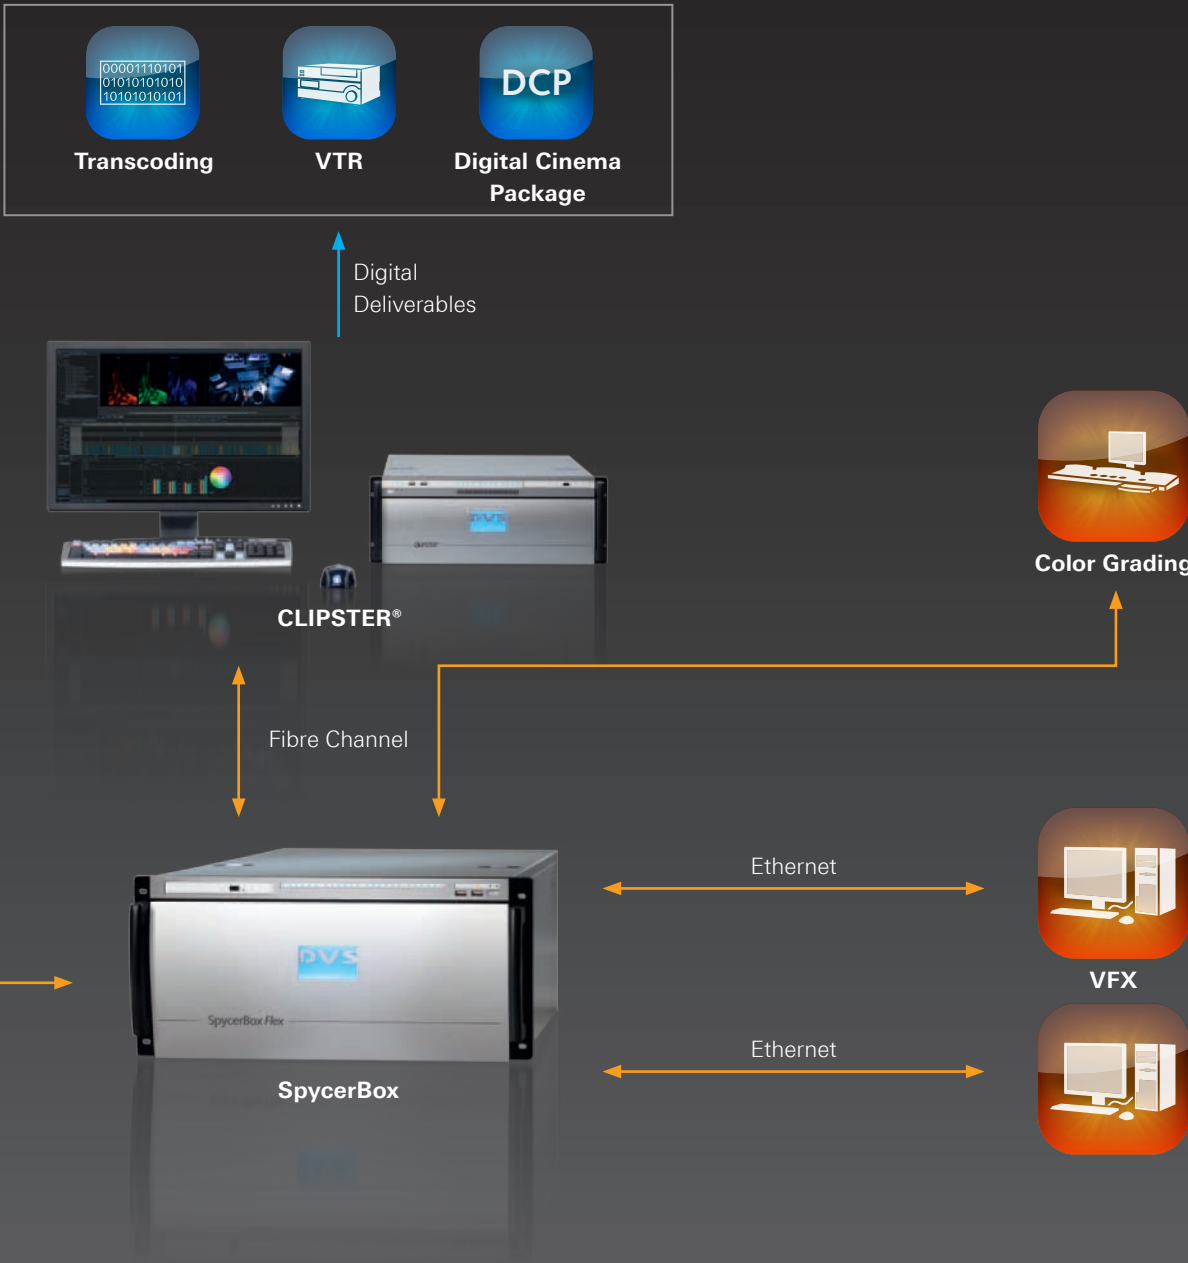 00001110101
01010101010
10101010101
DCP
Transcoding
VTR
Digital Cinema
Package
Digital
Deliverables
DVS
Color Grading
CLIPSTER®
Fibre Channel
Ethernet
DVS
SpycerBox Flex
VFX
Ethernet
SpycerBox